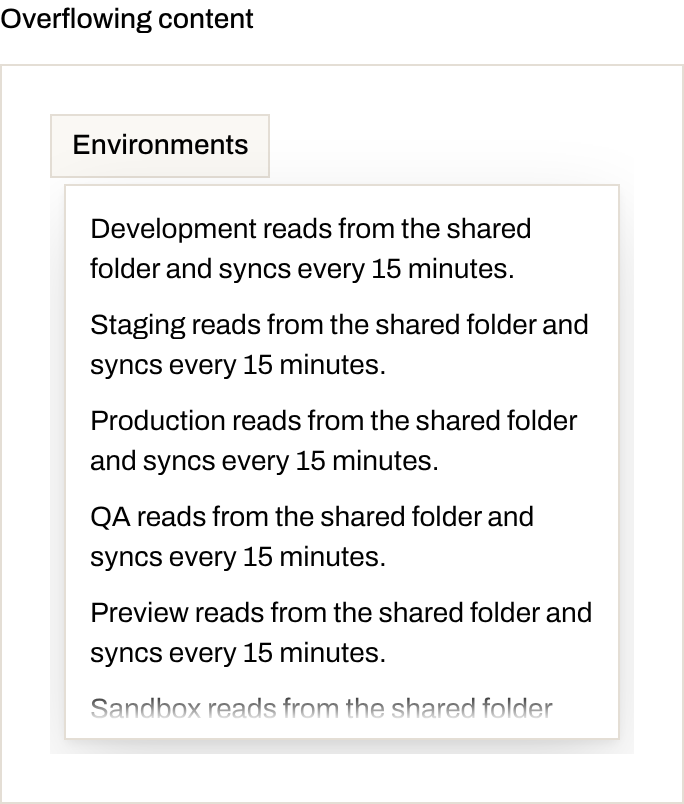 Overflowing content
Environments
Development reads from the shared
folder and syncs every 15 minutes.
Staging reads from the shared folder and
syncs every 15 minutes.
Production reads from the shared folder
and syncs every 15 minutes.
QA reads from the shared folder and
syncs every 15 minutes.
Preview reads from the shared folder and
syncs every 15 minutes.
Sandbox reads from the shared folder